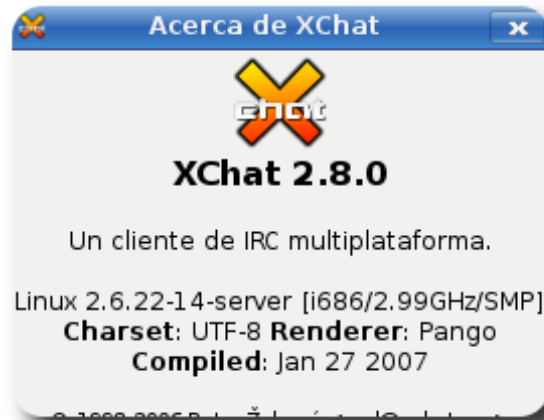 Acerca de XChat
chat
XChat 2.8.0
Un cliente de IRC multiplataforma.
Linux 2.6.22-14-server [i686/2.99GHz/SMP]
Charset: UTF-8 Renderer: Pango
Compiled: Jan 27 2007